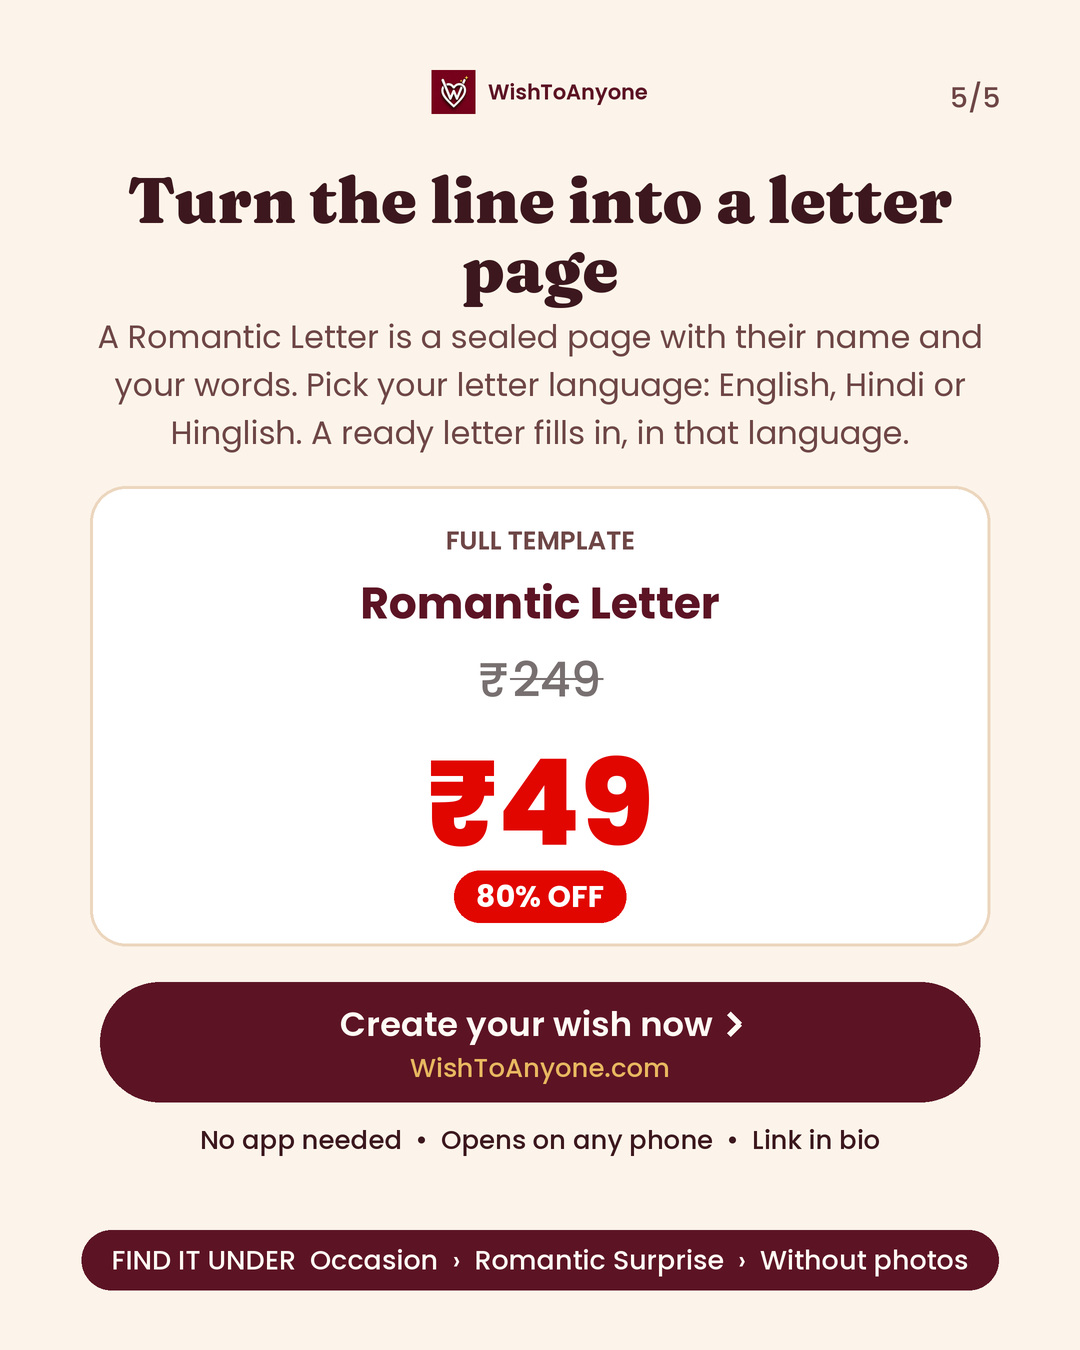 WishToAnyone
5/5
Turn the line into a letter
page
A Romantic Letter is a sealed page with their name and
your words. Pick your letter language: English, Hindi or
Hinglish. A ready letter fills in, in that language.
FULL TEMPLATE
Romantic Letter
₹249
₹49
80% OFF
Create your wish now ›
WishToAnyone.com
No app needed • Opens on any phone • Link in bio
FIND IT UNDER Occasion › Romantic Surprise › Without photos